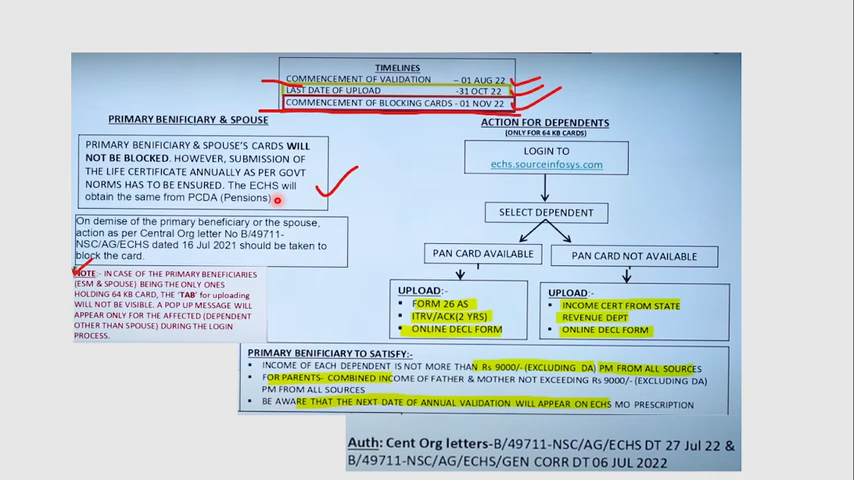 TIMELINES
COMMENCEMENT OF VALIDATION – 01 AUG 22
LAST DATE OF UPLOAD -31 OCT 22
COMMENCEMENT OF BLOCKING CARDS - 01 NOV 22
PRIMARY BENIFICIARY & SPOUSE
PRIMARY BENIFICIARY & SPOUSE'S CARDS WILL
NOT BE BLOCKED. HOWEVER, SUBMISSION OF
THE LIFE CERTIFICATE ANNUALLY AS PER GOVT
NORMS HAS TO BE ENSURED. The ECHS will
obtain the same from PCDA (Pensions)
On demise of the primary beneficiary or the spouse,
action as per Central Org letter No B/49711-
NSC/AG/ECHS dated 16 Jul 2021 should be taken to
block the card.
NOTE:- IN CASE OF THE PRIMARY BENEFICIARIES
(ESM & SPOUSE) BEING THE ONLY ONES
HOLDING 64 KB CARD, THE 'TAB' for uploading
WILL NOT BE VISIBLE. A POP UP MESSAGE WILL
APPEAR ONLY FOR THE AFFECTED (DEPENDENT
OTHER THAN SPOUSE) DURING THE LOGIN
PROCESS.
ACTION FOR DEPENDENTS
(ONLY FOR 64 KB CARDS)
LOGIN TO
echs.sourceinfosys.com
SELECT DEPENDENT
PAN CARD AVAILABLE
PAN CARD NOT AVAILABLE
UPLOAD:-
▪ FORM 26 AS
▪ ITRV/ACK(2 YRS)
▪ ONLINE DECL FORM
UPLOAD:-
▪ INCOME CERT FROM STATE
REVENUE DEPT
▪ ONLINE DECL FORM
PRIMARY BENEFICIARY TO SATISFY:-
▪ INCOME OF EACH DEPENDENT IS NOT MORE THAN Rs 9000/- (EXCLUDING DA) PM FROM ALL SOURCES
▪ FOR PARENTS- COMBINED INCOME OF FATHER & MOTHER NOT EXCEEDING Rs 9000/- (EXCLUDING DA)
PM FROM ALL SOURCES
▪ BE AWARE THAT THE NEXT DATE OF ANNUAL VALIDATION WILL APPEAR ON ECHS MO PRESCRIPTION
Auth: Cent Org letters-B/49711-NSC/AG/ECHS DT 27 Jul 22 &
B/49711-NSC/AG/ECHS/GEN CORR DT 06 JUL 2022